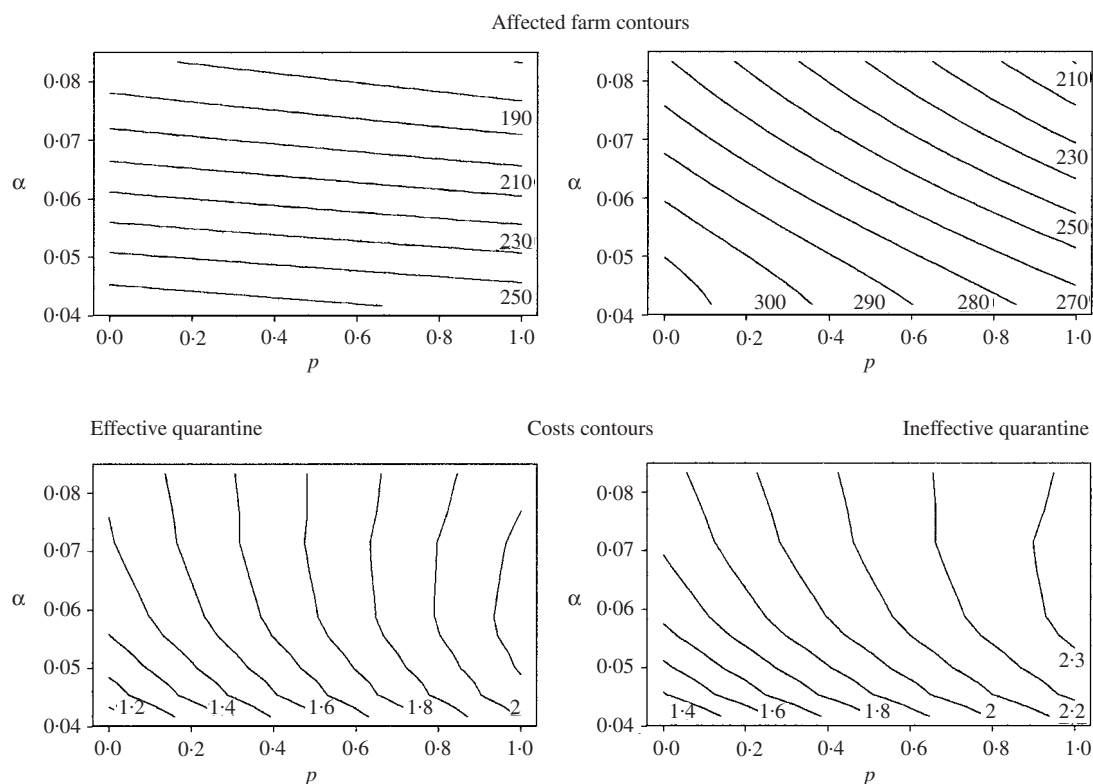 Affected farm contours
0·08
0·07
α
0·06
0·05
0·04
190
210
230
250
0·0 0·2 0·4 0·6 0·8 1·0
p
0·08
0·07
α
0·06
0·05
0·04
210
230
250
300 290 280 270
0·0 0·2 0·4 0·6 0·8 1·0
p
Effective quarantine Costs contours Ineffective quarantine
0·08
0·07
α
0·06
0·05
0·04
1·2 1·4 1·6 1·8 2
0·0 0·2 0·4 0·6 0·8 1·0
p
0·08
0·07
α
0·06
0·05
0·04
2·3
1·4 1·6 1·8 2 2·2
0·0 0·2 0·4 0·6 0·8 1·0
p